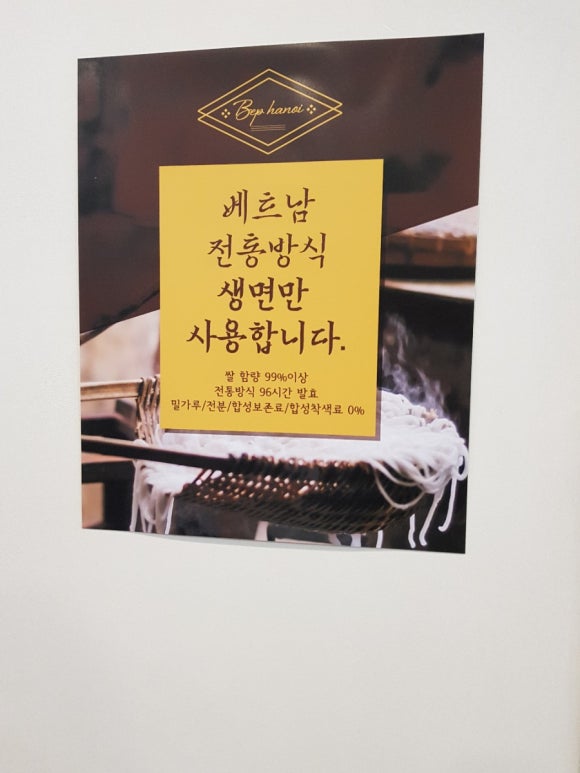 Bep hanoi
베트남
전통방식
생면만
사용합니다.
쌀 함량 99%이상
전통방식 96시간 발효
밀가루/전분/합성보존료/합성착색료 0%